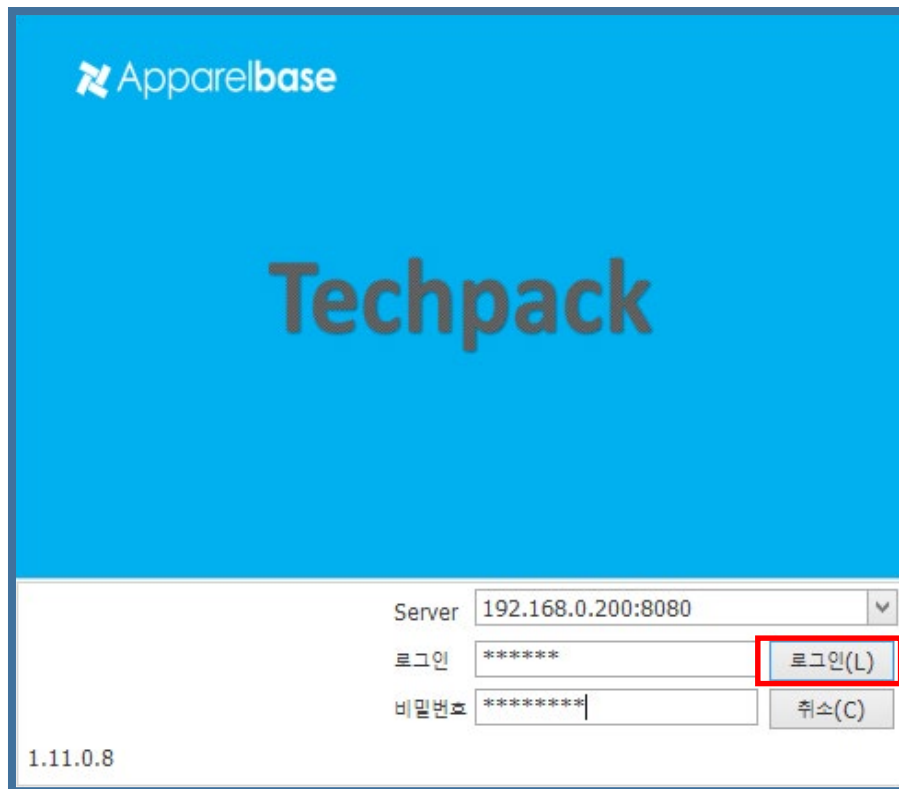 Apparelbase
Techpack
Server 192.168.0.200:8080
로그인 ****** 로그인(L)
비밀번호 ******** 취소(C)
1.11.0.8